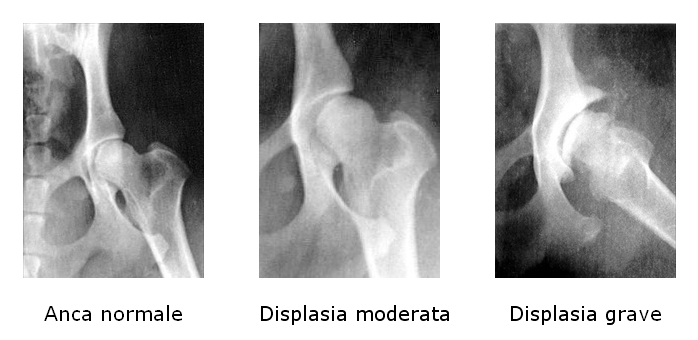 Anca normale
Displasia moderata
Displasia grave